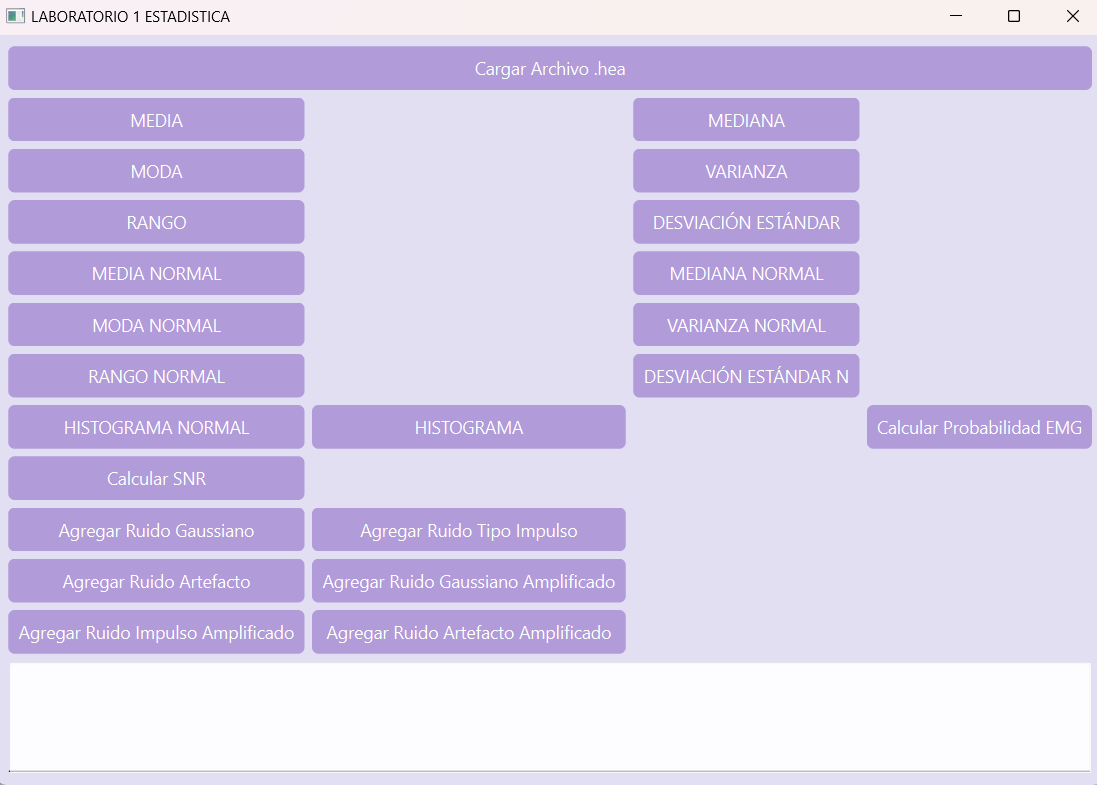 LABORATORIO 1 ESTADISTICA
Cargar Archivo .hea
MEDIA
MEDIANA
MODA
VARIANZA
RANGO
DESVIACIÓN ESTÁNDAR
MEDIA NORMAL
MEDIANA NORMAL
MODA NORMAL
VARIANZA NORMAL
RANGO NORMAL
DESVIACIÓN ESTÁNDAR N
HISTOGRAMA NORMAL
HISTOGRAMA
Calcular Probabilidad EMG
Calcular SNR
Agregar Ruido Gaussiano
Agregar Ruido Tipo Impulso
Agregar Ruido Artefacto
Agregar Ruido Gaussiano Amplificado
Agregar Ruido Impulso Amplificado
Agregar Ruido Artefacto Amplificado